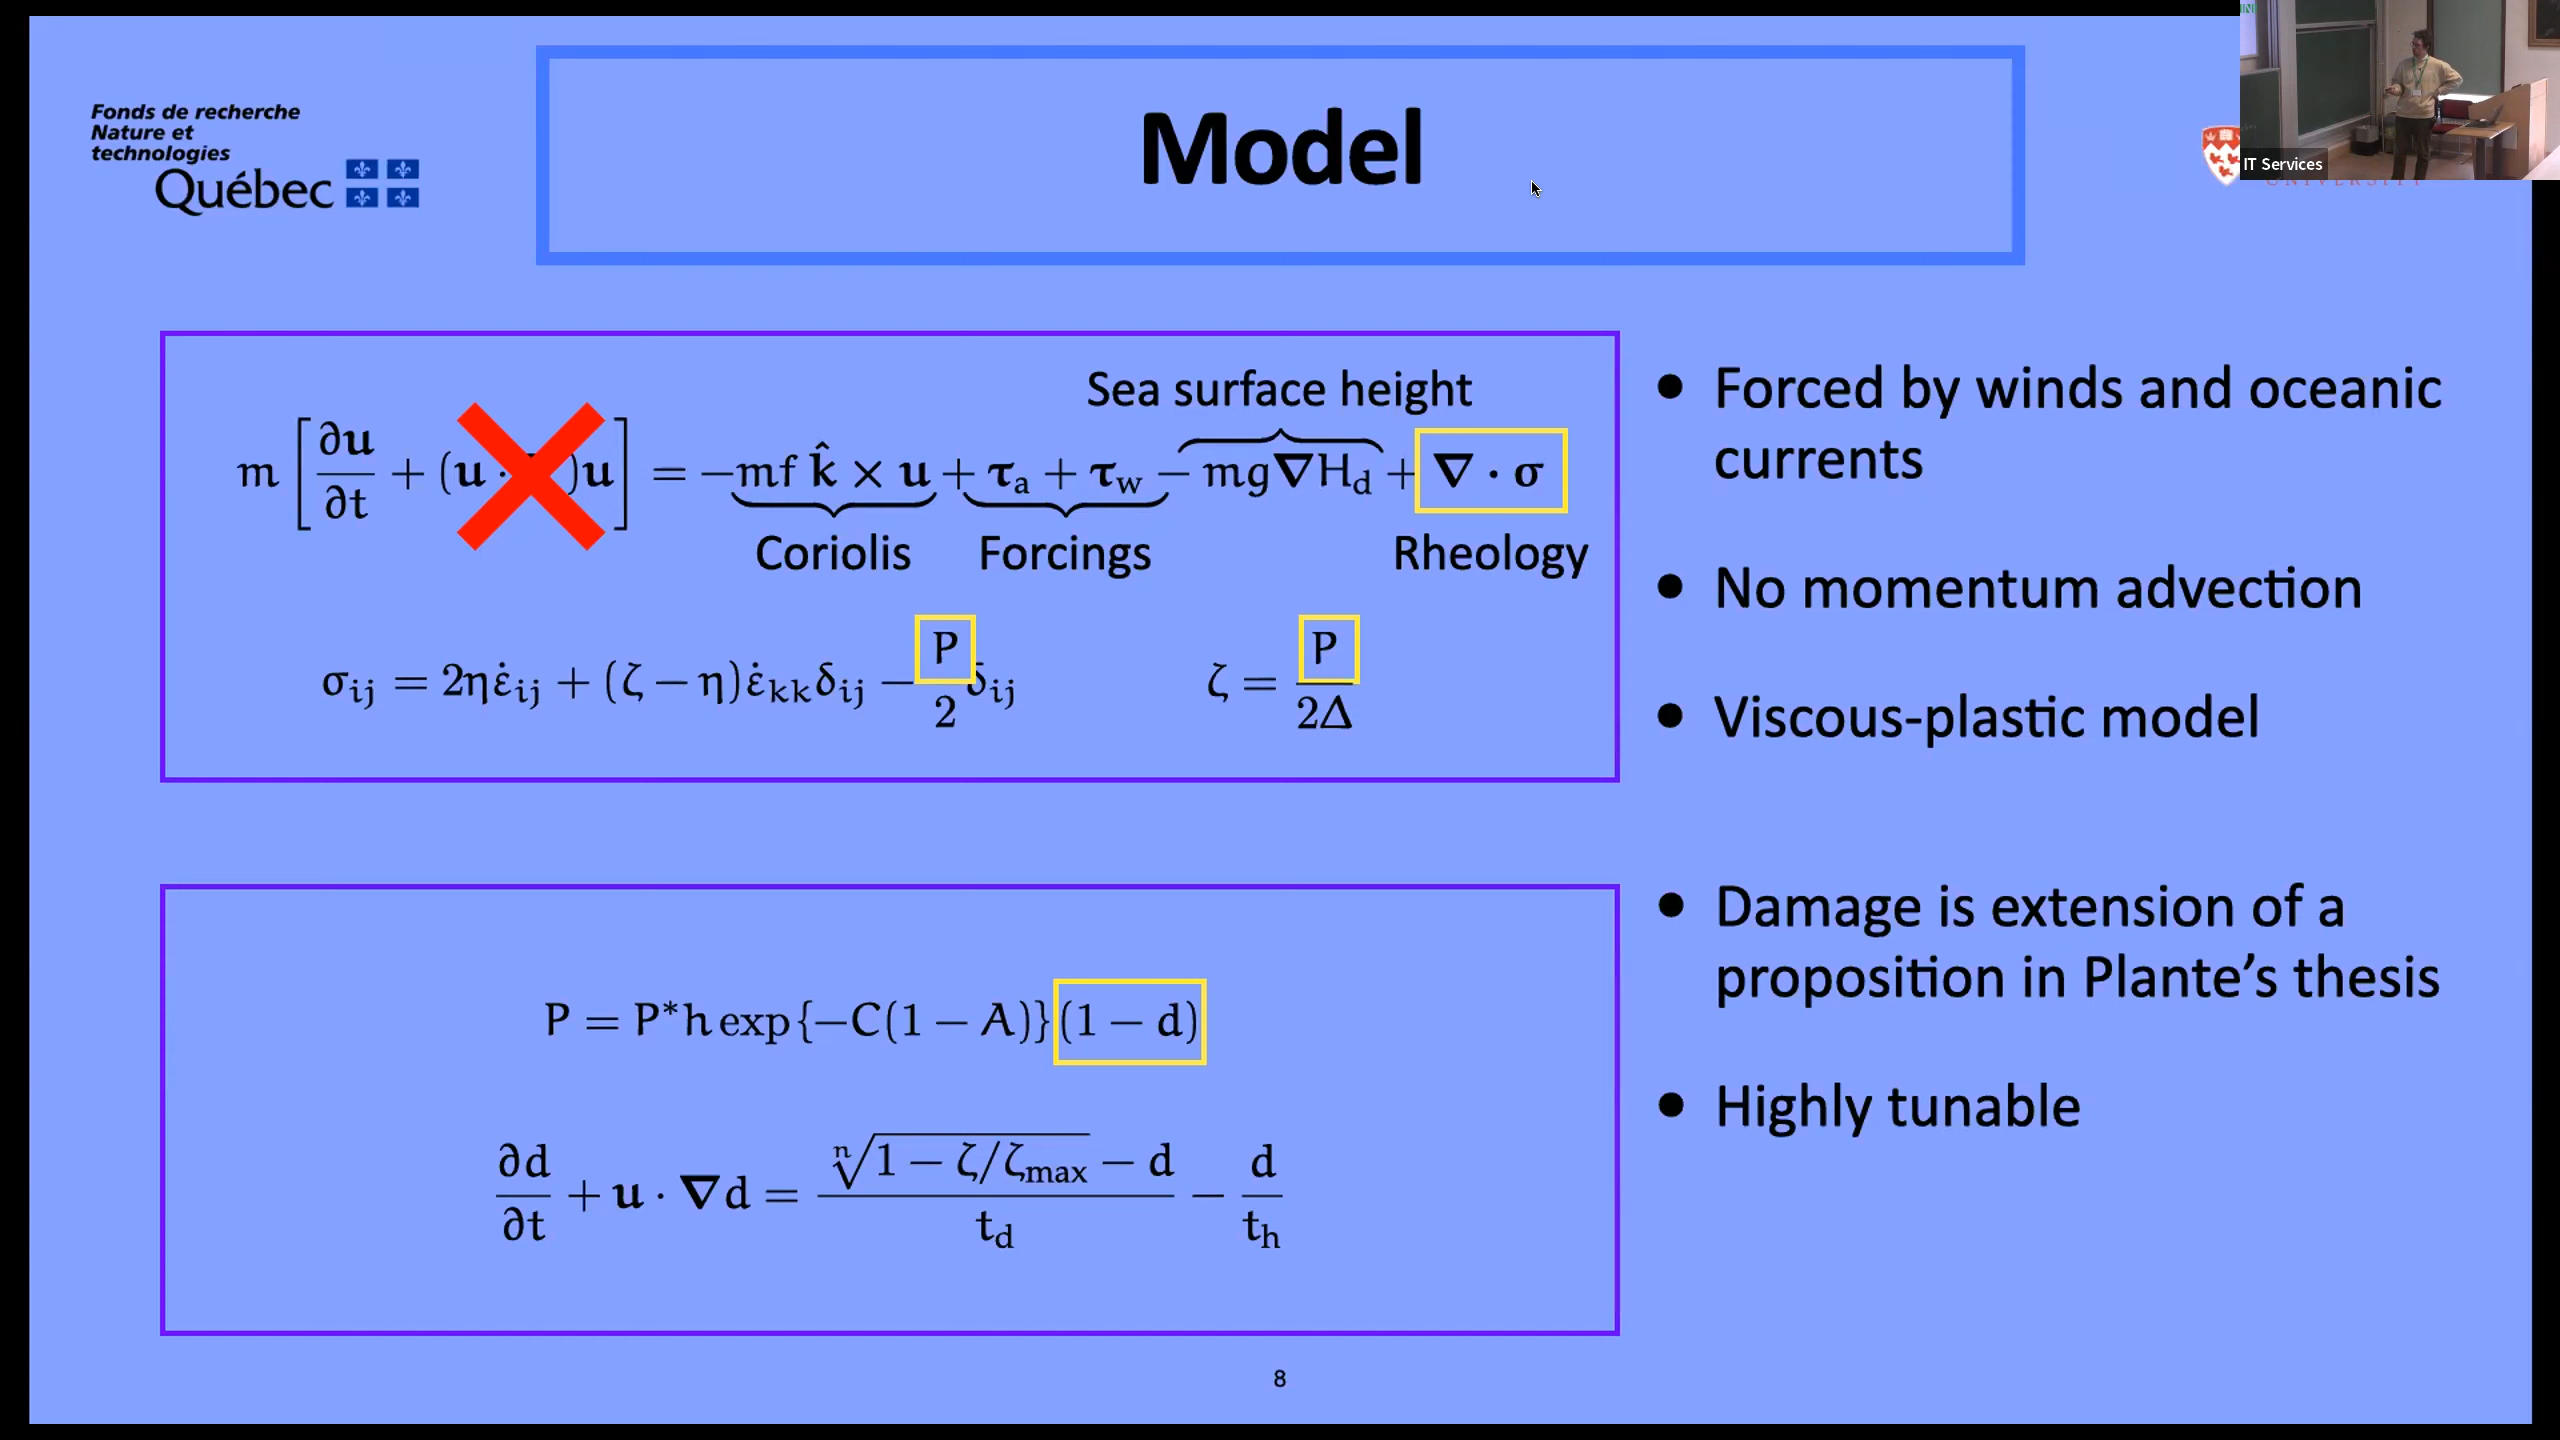 Fonds de recherche
Nature et
technologies
Québec
Model
IT Services
UNIVERSITY
Sea surface height
m [∂u/∂t + (u · )u] = −mf k̂ × u + τa + τw − mg∇Hd + ∇ · σ
Coriolis Forcings Rheology
σij = 2ηε̇ij + (ζ − η)ε̇kkδij − P/2 δij ζ = P/2Δ
P = P*h exp{−C(1 − A)}(1 − d)
∂d/∂t + u · ∇d = (ⁿ√(1 − ζ/ζmax) − d)/td − d/th
• Forced by winds and oceanic
currents
• No momentum advection
• Viscous-plastic model
• Damage is extension of a
proposition in Plante’s thesis
• Highly tunable
8